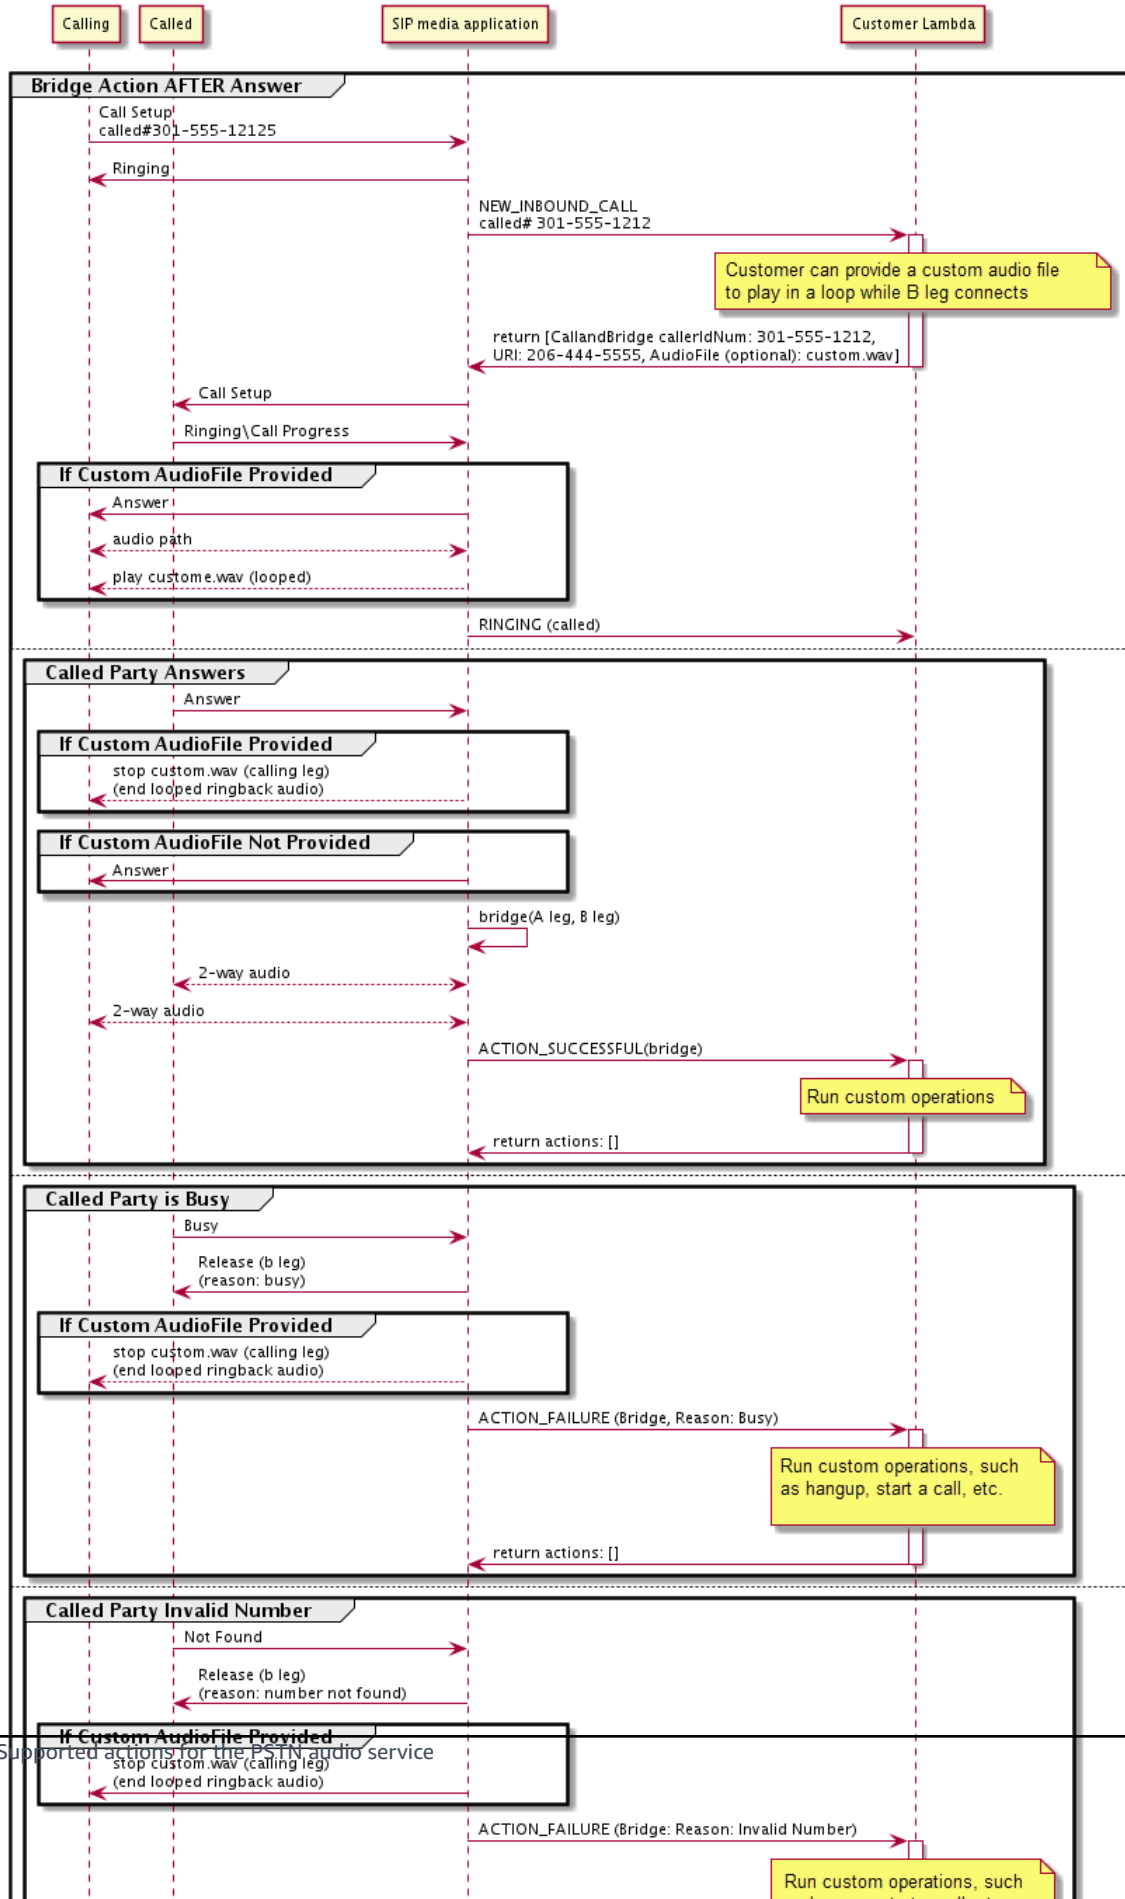 Calling
Called
SIP media application
Customer Lambda
Bridge Action AFTER Answer
Call Setup
called#301-555-12125
Ringing
NEW_INBOUND_CALL
called# 301-555-1212
Customer can provide a custom audio file
to play in a loop while B leg connects
return [CallandBridge callerIdNum: 301-555-1212,
URI: 206-444-5555, AudioFile (optional): custom.wav]
Call Setup
Ringing\Call Progress
If Custom AudioFile Provided
Answer
audio path
play custome.wav (looped)
RINGING (called)
Called Party Answers
Answer
If Custom AudioFile Provided
stop custom.wav (calling leg)
(end looped ringback audio)
If Custom AudioFile Not Provided
Answer
bridge(A leg, B leg)
2-way audio
2-way audio
ACTION_SUCCESSFUL(bridge)
Run custom operations
return actions: []
Called Party is Busy
Busy
Release (b leg)
(reason: busy)
If Custom AudioFile Provided
stop custom.wav (calling leg)
(end looped ringback audio)
ACTION_FAILURE (Bridge, Reason: Busy)
Run custom operations, such
as hangup, start a call, etc.
return actions: []
Called Party Invalid Number
Not Found
Release (b leg)
(reason: number not found)
If Custom AudioFile Provided
Supported actions for the PSTN audio service
stop custom.wav (calling leg)
(end looped ringback audio)
ACTION_FAILURE (Bridge: Reason: Invalid Number)
Run custom operations, such